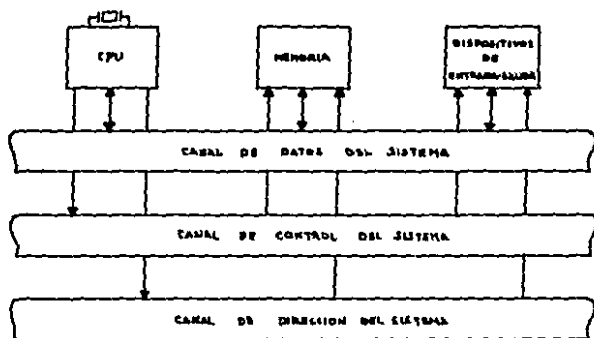 CPU
MEMORIA
DISPOSITIVOS
DE
ENTRADA-SALIDA
CANAL DE DATOS DEL SISTEMA
CANAL DE CONTROL DEL SISTEMA
CANAL DE DIRECCION DEL SISTEMA